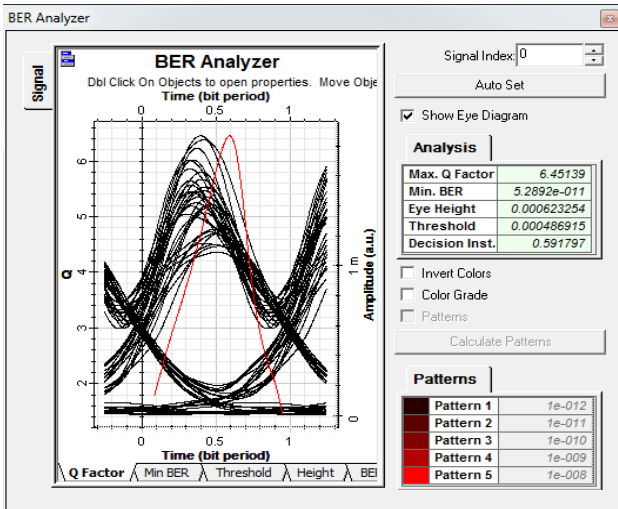 BER Analyzer
Signal
BER Analyzer
Dbl Click On Objects to open properties. Move Obje
Time (bit period)
0 0.5 1
Q
6
5
4
3
2
Amplitude (a.u.)
1 m
0
0 0.5 1
Time (bit period)
Q Factor Min BER Threshold Height BEI
Signal Index: 0
Auto Set
Show Eye Diagram
Analysis
Max. Q Factor 6.45139
Min. BER 5.2892e-011
Eye Height 0.000623254
Threshold 0.000486915
Decision Inst. 0.591797
Invert Colors
Color Grade
Patterns
Calculate Patterns
Patterns
Pattern 1 1e-012
Pattern 2 1e-011
Pattern 3 1e-010
Pattern 4 1e-009
Pattern 5 1e-008